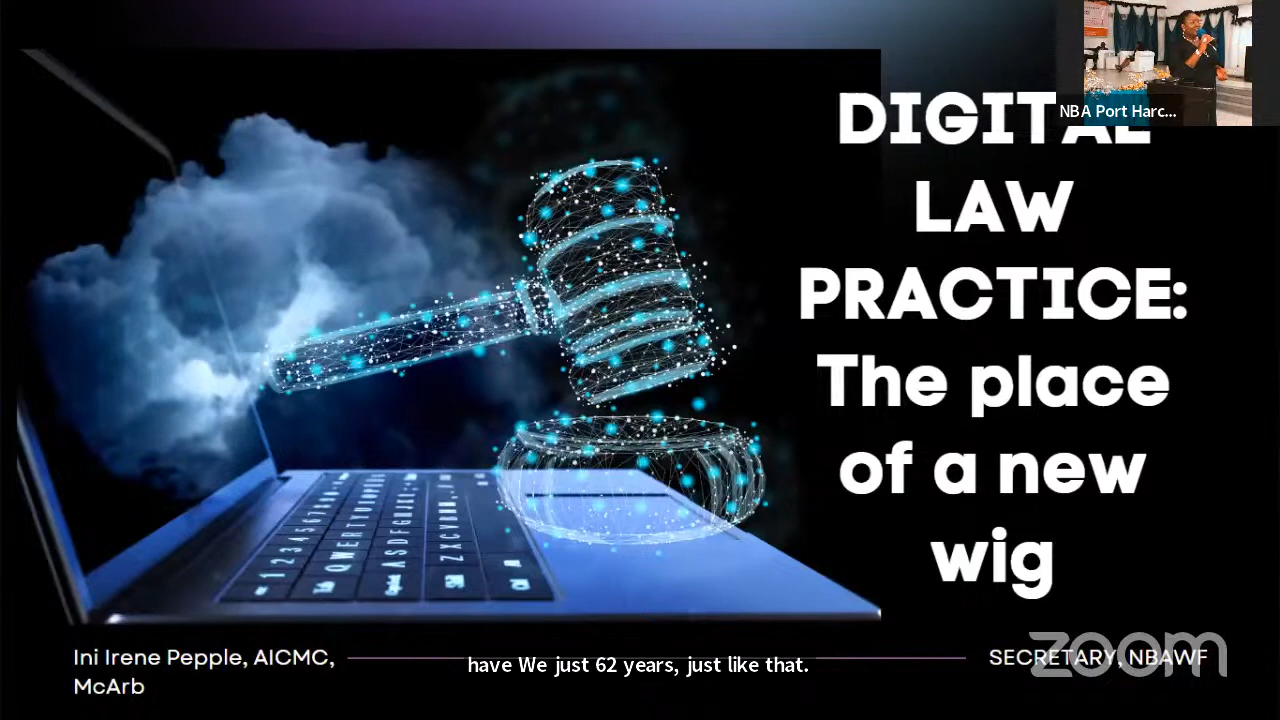 NBA Port Harc...
DIGITAL
LAW
PRACTICE:
The place
of a new
wig
Ini Irene Pepple, AICMC,
McArb
have We just 62 years, just like that.
SECRETARY, NBAWF
zoom